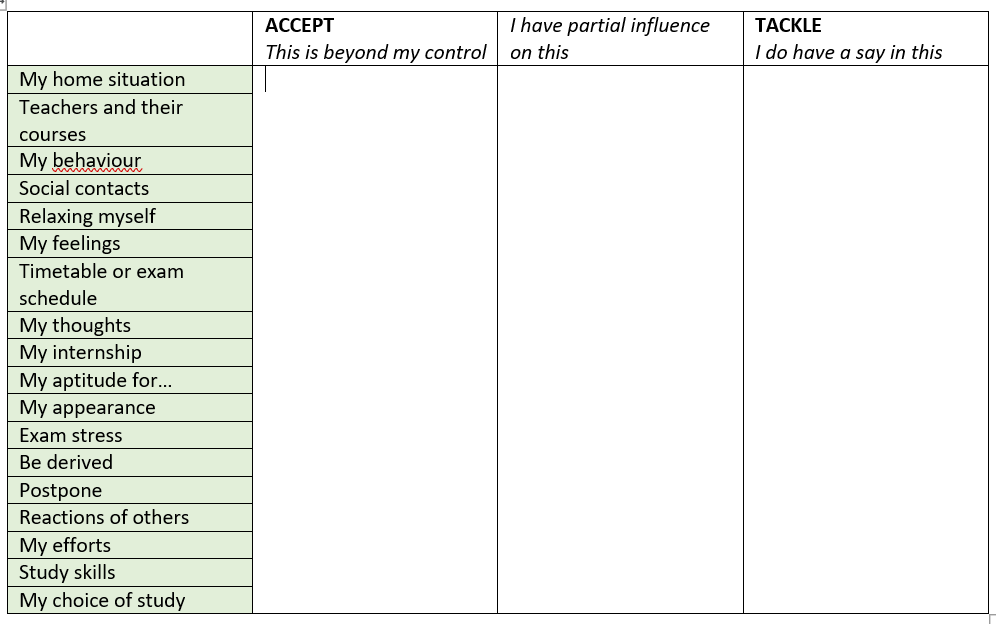 ACCEPT
This is beyond my control
I have partial influence
on this
TACKLE
I do have a say in this
My home situation
Teachers and their
courses
My behaviour
Social contacts
Relaxing myself
My feelings
Timetable or exam
schedule
My thoughts
My internship
My aptitude for...
My appearance
Exam stress
Be derived
Postpone
Reactions of others
My efforts
Study skills
My choice of study